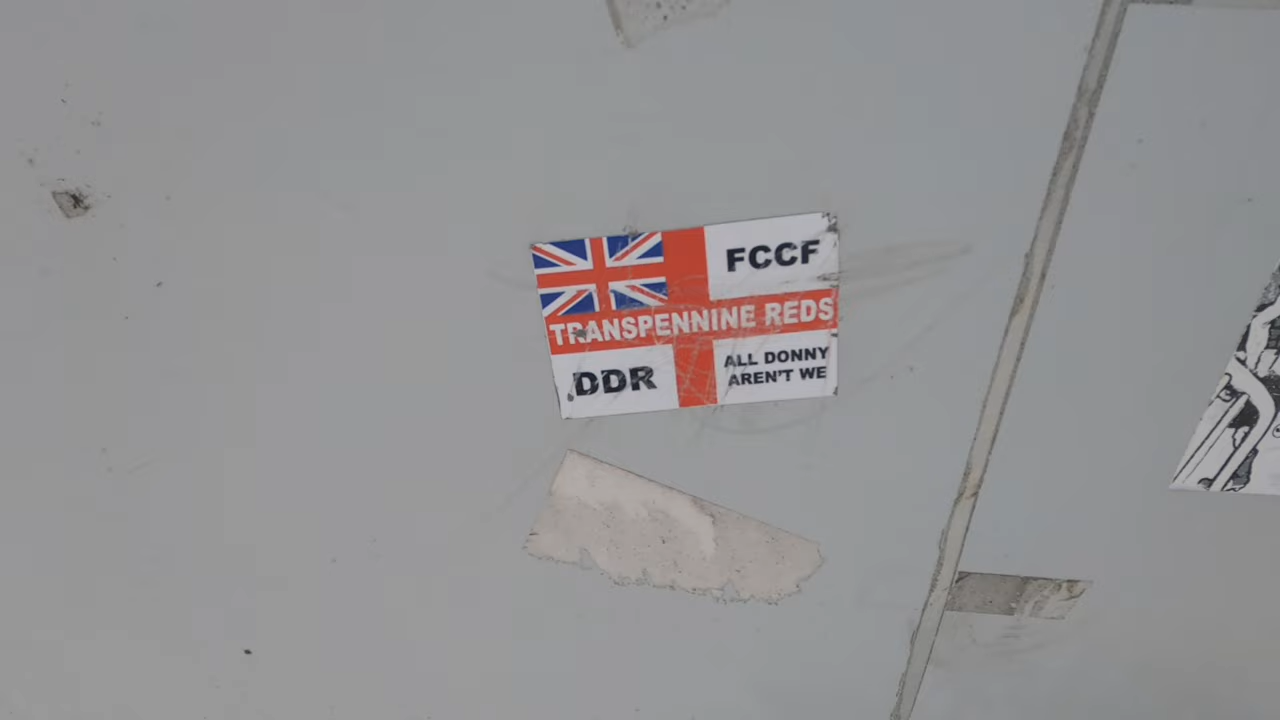 FCCF
TRANSPENNINE REDS
DDR
ALL DONNY
AREN'T WE